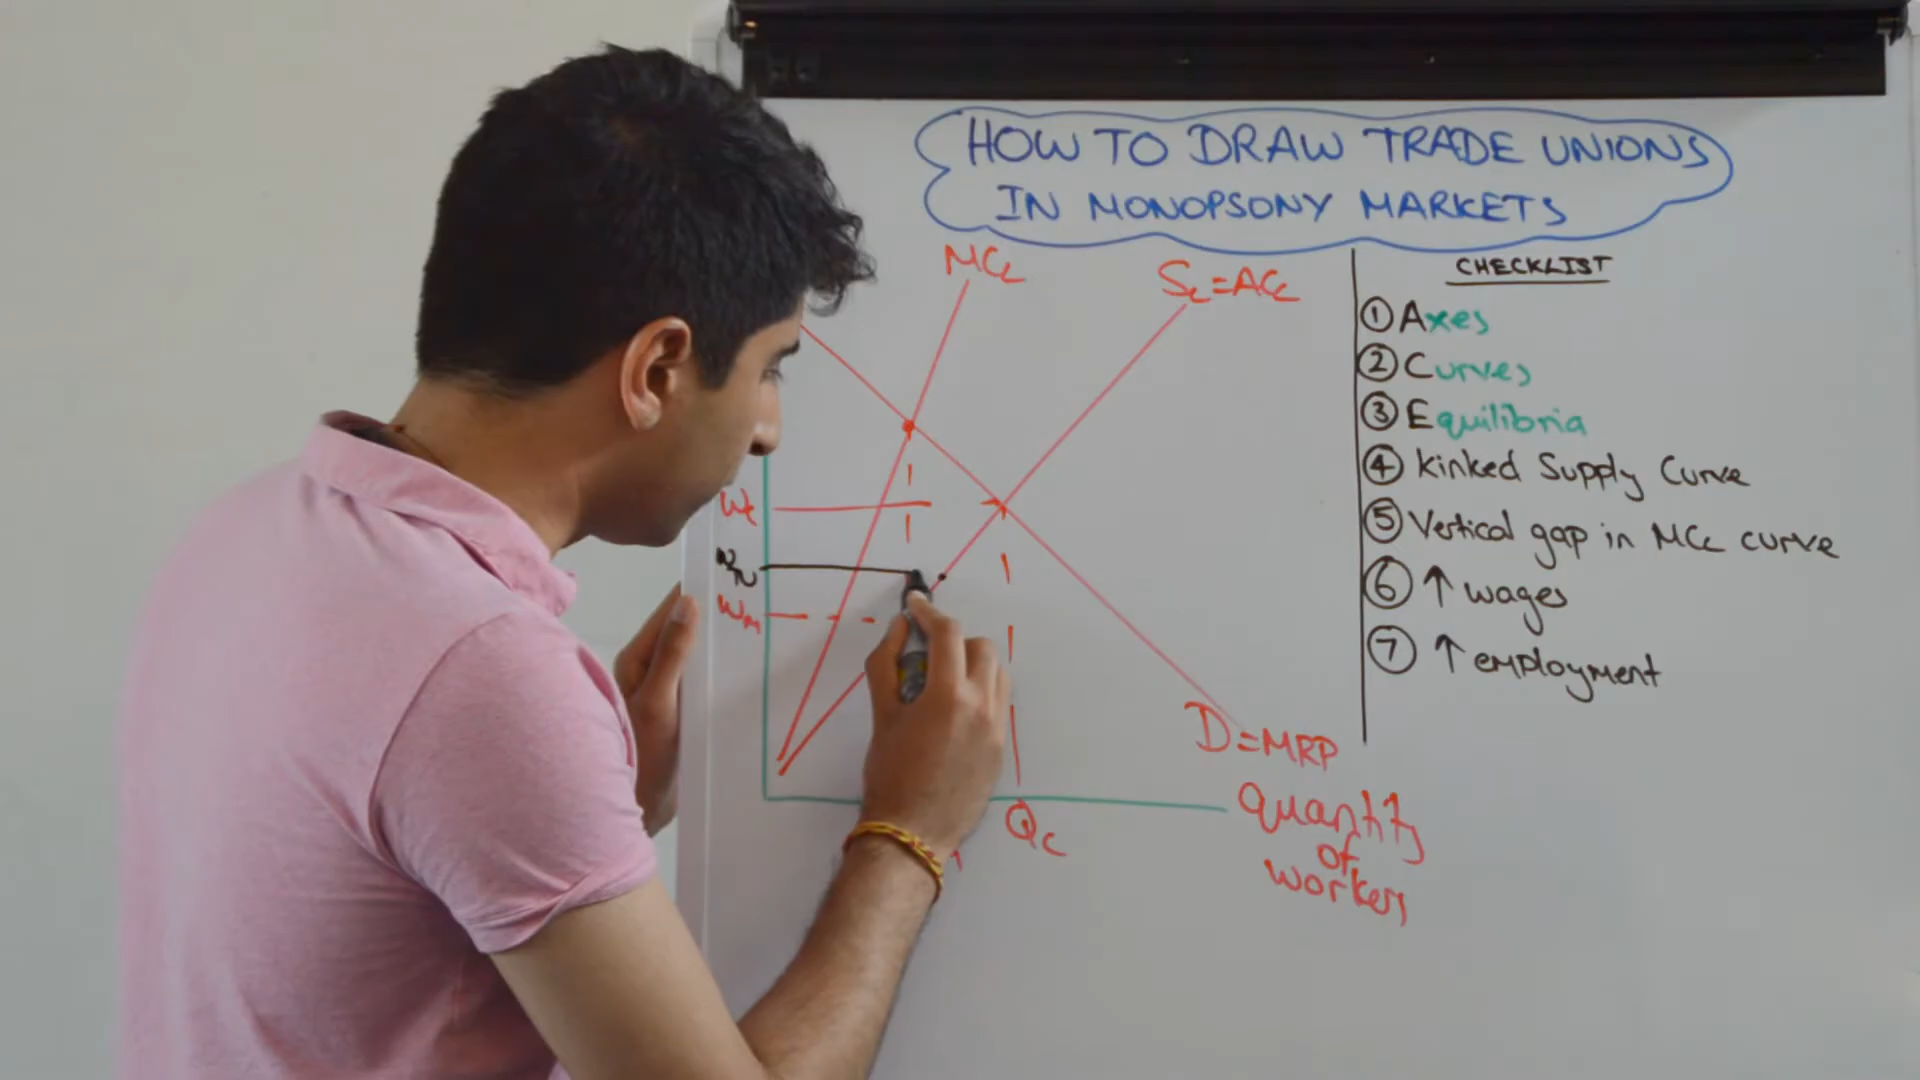 HOW TO DRAW TRADE UNIONS
IN MONOPSONY MARKETS
MCL
SL=ACL
CHECKLIST
① Axes
② Curves
③ Equilibria
④ Kinked Supply Curve
⑤ Vertical gap in MCL curve
⑥ ↑ wages
⑦ ↑ employment
WC
WM
D=MRP
QC
quantity
of
workers